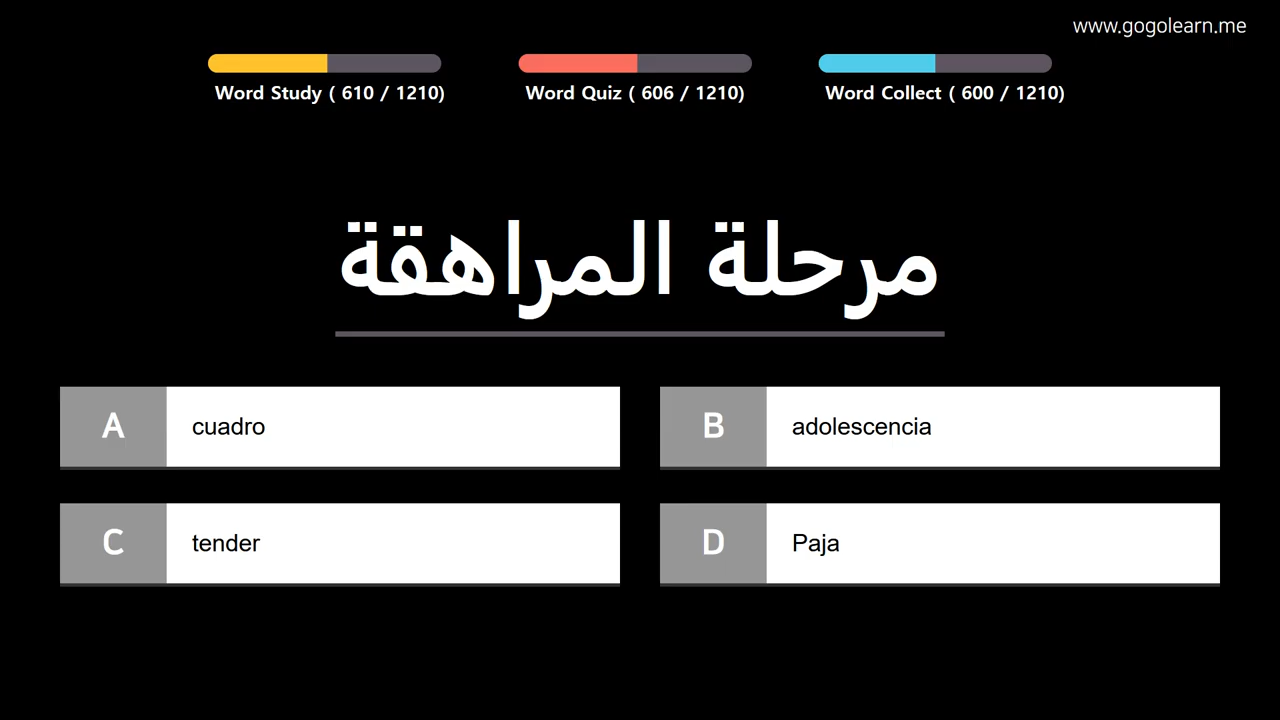 www.gogolearn.me
Word Study ( 610 / 1210)
Word Quiz ( 606 / 1210)
Word Collect ( 600 / 1210)
مرحلة المراهقة
A cuadro
B adolescencia
C tender
D Paja